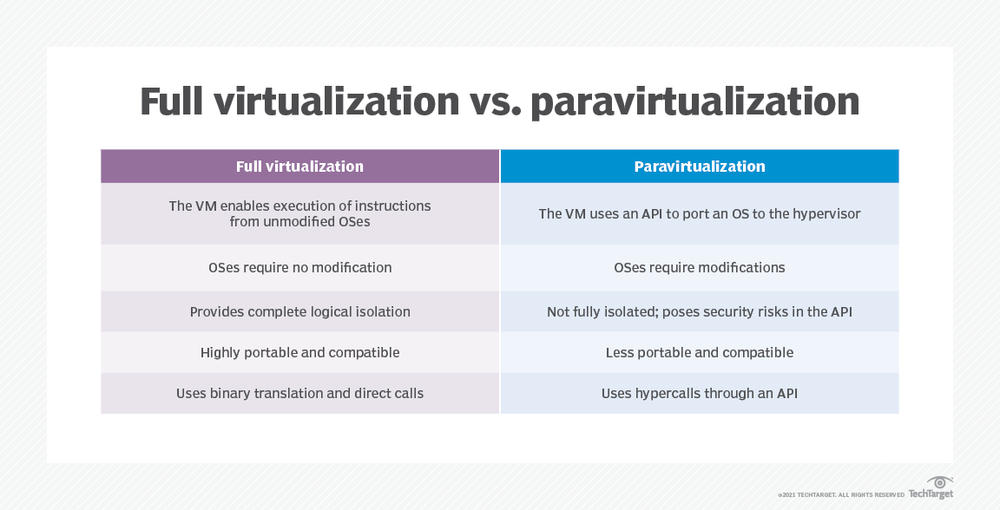 Full virtualization vs. paravirtualization
Full virtualization
Paravirtualization
The VM enables execution of instructions
from unmodified OSes
The VM uses an API to port an OS to the hypervisor
OSes require no modification
OSes require modifications
Provides complete logical isolation
Not fully isolated; poses security risks in the API
Highly portable and compatible
Less portable and compatible
Uses binary translation and direct calls
Uses hypercalls through an API
©2021 TECHTARGET. ALL RIGHTS RESERVED
TechTarget